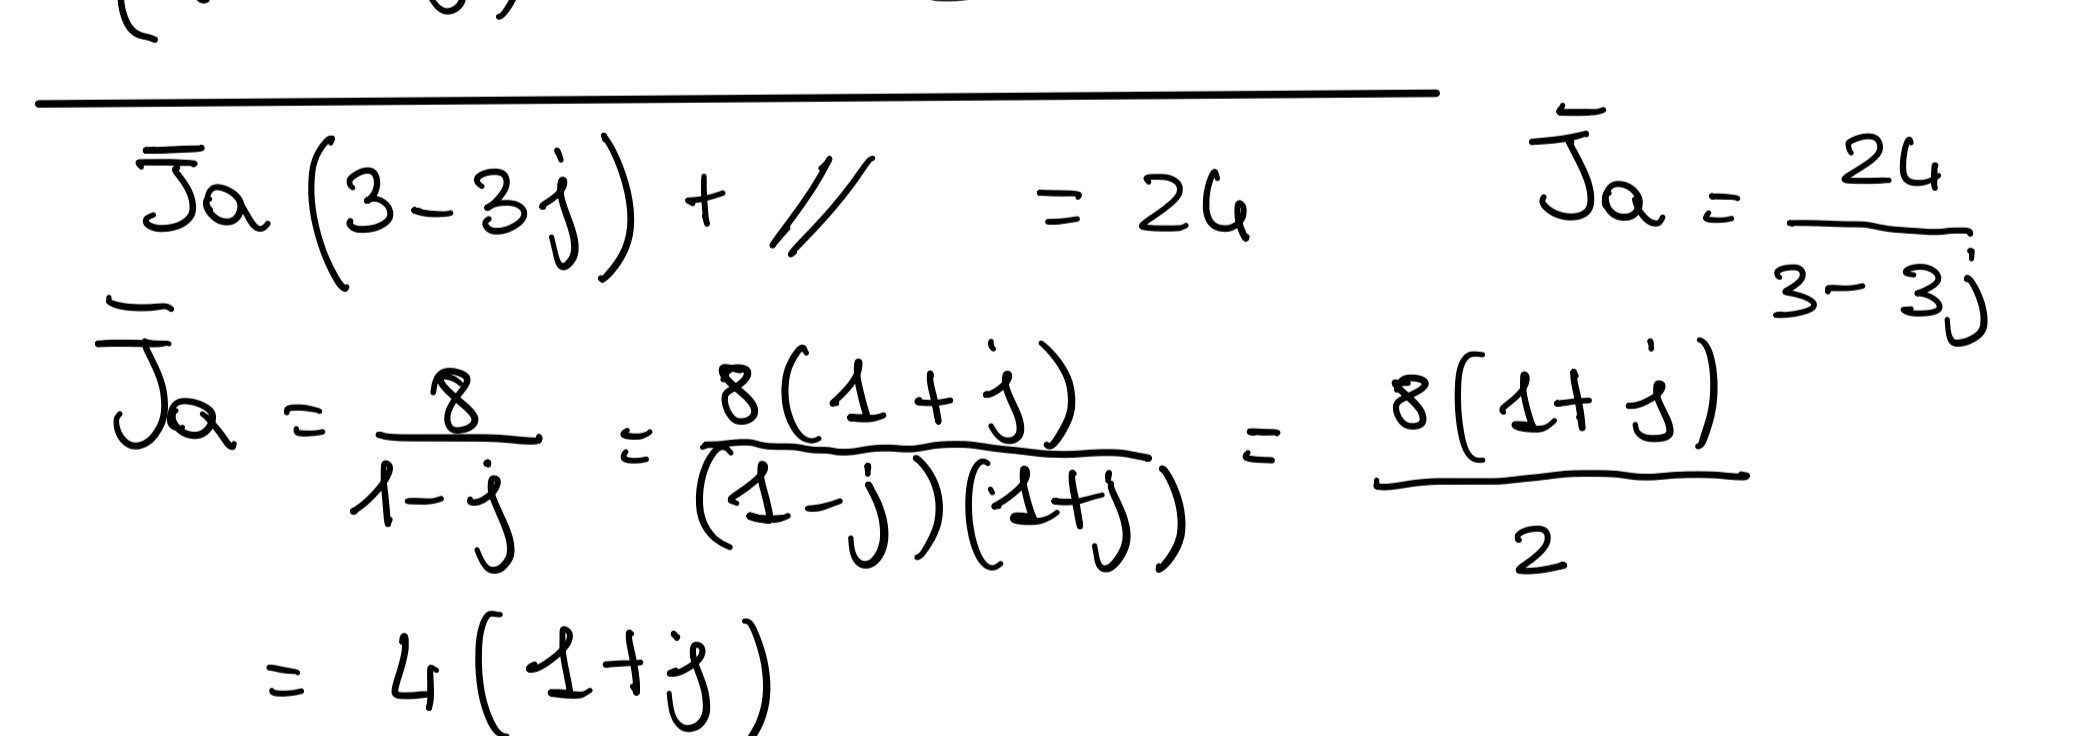 J̄a (3-3j) + // = 24    J̄a = 24/(3-3j)
J̄a = 8/(1-j) = 8(1+j)/((1-j)(1+j)) = 8(1+j)/2
= 4(1+j)